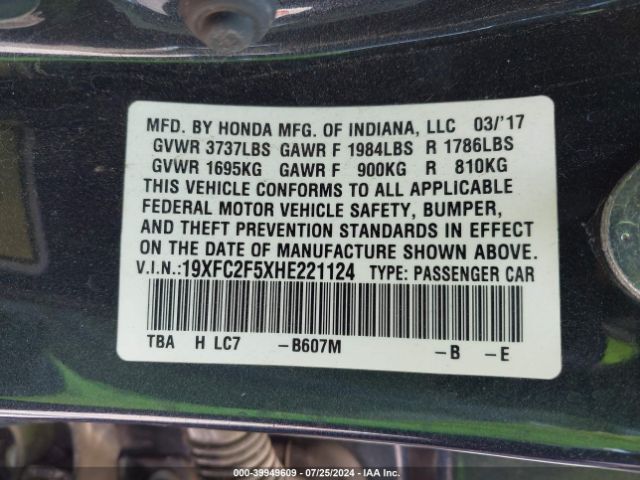 MFD. BY HONDA MFG. OF INDIANA, LLC 03/'17
GVWR 3737LBS GAWR F 1984LBS R 1786LBS
GVWR 1695KG GAWR F 900KG R 810KG
THIS VEHICLE CONFORMS TO ALL APPLICABLE
FEDERAL MOTOR VEHICLE SAFETY, BUMPER,
AND THEFT PREVENTION STANDARDS IN EFFECT
ON THE DATE OF MANUFACTURE SHOWN ABOVE.
V.I.N.:19XFC2F5XHE221124 TYPE: PASSENGER CAR
TBA H LC7 –B607M –B –E
000-39949609 - 07/25/2024 - IAA Inc.